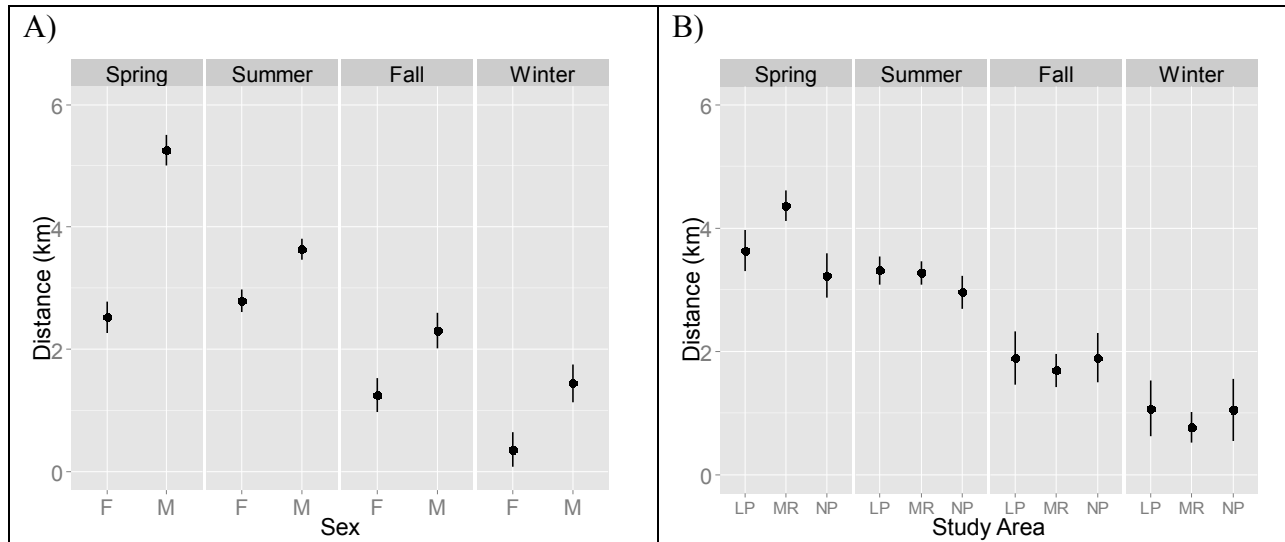 A)
Spring Summer Fall Winter
6
4
2
0
Distance (km)
F M F M F M F M
Sex
B)
Spring Summer Fall Winter
6
4
2
0
Distance (km)
LP MR NP LP MR NP LP MR NP LP MR NP
Study Area